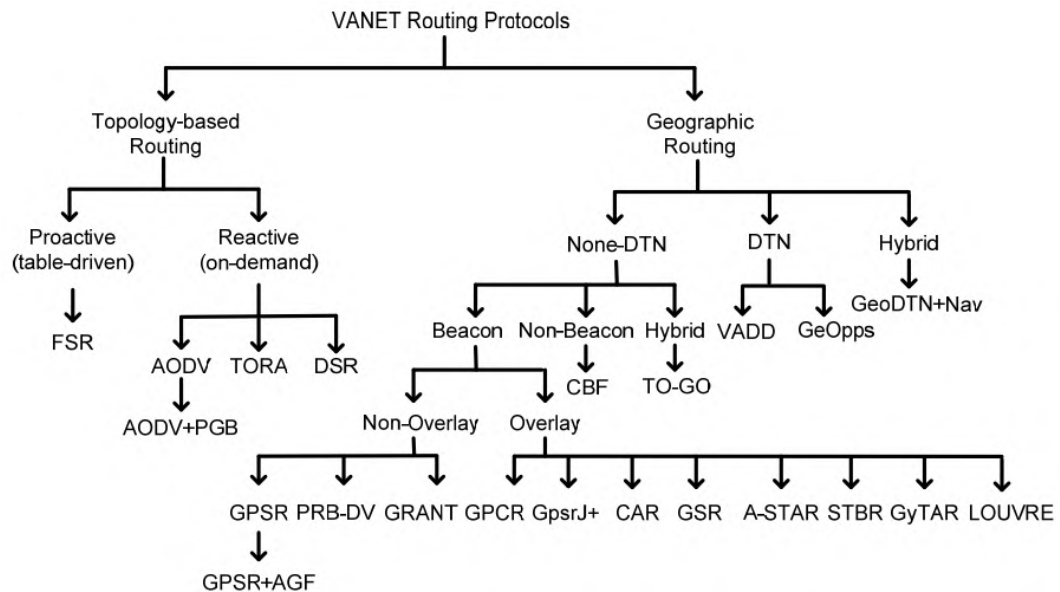 VANET Routing Protocols
Topology-based
Routing
Geographic
Routing
Proactive
(table-driven)
Reactive
(on-demand)
None-DTN
DTN
Hybrid
FSR
AODV
TORA
DSR
AODV+PGB
Beacon
Non-Beacon
Hybrid
VADD
GeOpps
GeoDTN+Nav
CBF
TO-GO
Non-Overlay
Overlay
GPSR
PRB-DV
GRANT
GPCR
GpsrJ+
CAR
GSR
A-STAR
STBR
GyTAR
LOUVRE
GPSR+AGF